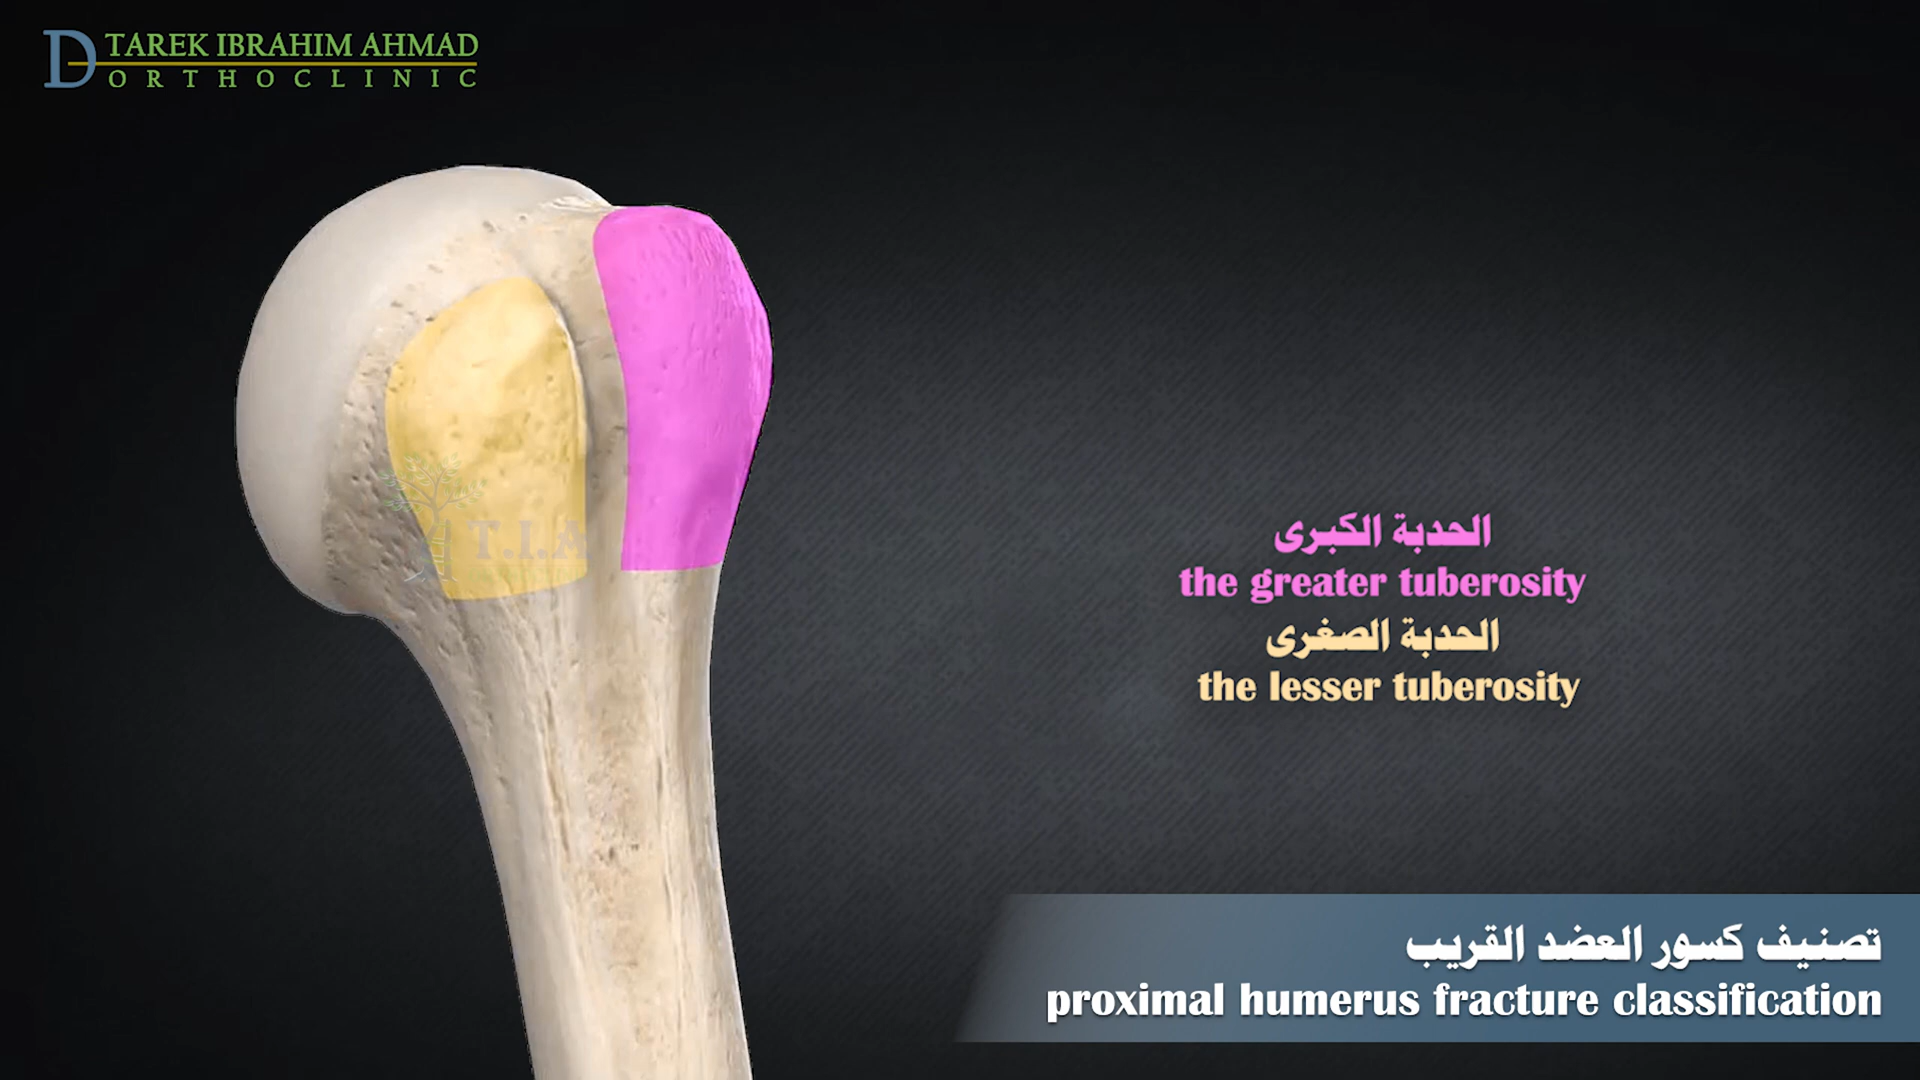 D TAREK IBRAHIM AHMAD
ORTHOCLINIC
T.I.A
الحدبة الكبرى
the greater tuberosity
الحدبة الصغرى
the lesser tuberosity
تصنيف كسور العضد القريب
proximal humerus fracture classification